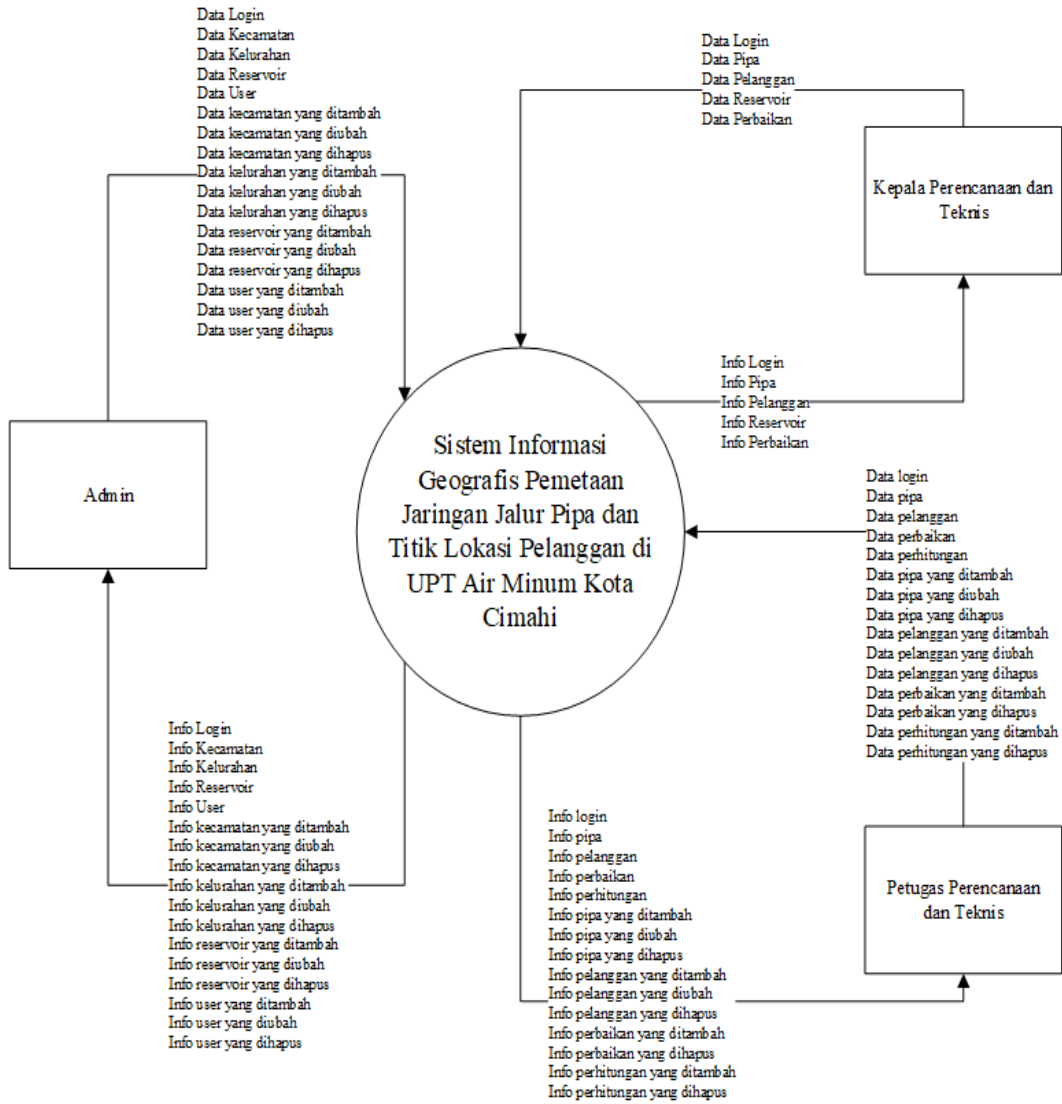 Data Login
Data Kecamatan
Data Kelurahan
Data Reservoir
Data User
Data kecamatan yang ditambah
Data kecamatan yang diubah
Data kecamatan yang dihapus
Data kelurahan yang ditambah
Data kelurahan yang diubah
Data kelurahan yang dihapus
Data reservoir yang ditambah
Data reservoir yang diubah
Data reservoir yang dihapus
Data user yang ditambah
Data user yang diubah
Data user yang dihapus
Data Login
Data Pipa
Data Pelanggan
Data Reservoir
Data Perbaikan
Kepala Perencanaan dan
Teknis
Info Login
Info Pipa
Info Pelanggan
Info Reservoir
Info Perbaikan
Admin
Sistem Informasi
Geografis Pemetaan
Jaringan Jalur Pipa dan
Titik Lokasi Pelanggan di
UPT Air Minum Kota
Cimahi
Data login
Data pipa
Data pelanggan
Data perbaikan
Data perhitungan
Data pipa yang ditambah
Data pipa yang diubah
Data pipa yang dihapus
Data pelanggan yang ditambah
Data pelanggan yang diubah
Data pelanggan yang dihapus
Data perbaikan yang ditambah
Data perbaikan yang dihapus
Data perhitungan yang ditambah
Data perhitungan yang dihapus
Info Login
Info Kecamatan
Info Kelurahan
Info Reservoir
Info User
Info kecamatan yang ditambah
Info kecamatan yang diubah
Info kecamatan yang dihapus
Info kelurahan yang ditambah
Info kelurahan yang diubah
Info kelurahan yang dihapus
Info reservoir yang ditambah
Info reservoir yang diubah
Info reservoir yang dihapus
Info user yang ditambah
Info user yang diubah
Info user yang dihapus
Info login
Info pipa
Info pelanggan
Info perbaikan
Info perhitungan
Info pipa yang ditambah
Info pipa yang diubah
Info pipa yang dihapus
Info pelanggan yang ditambah
Info pelanggan yang diubah
Info pelanggan yang dihapus
Info perbaikan yang ditambah
Info perbaikan yang dihapus
Info perhitungan yang ditambah
Info perhitungan yang dihapus
Petugas Perencanaan
dan Teknis